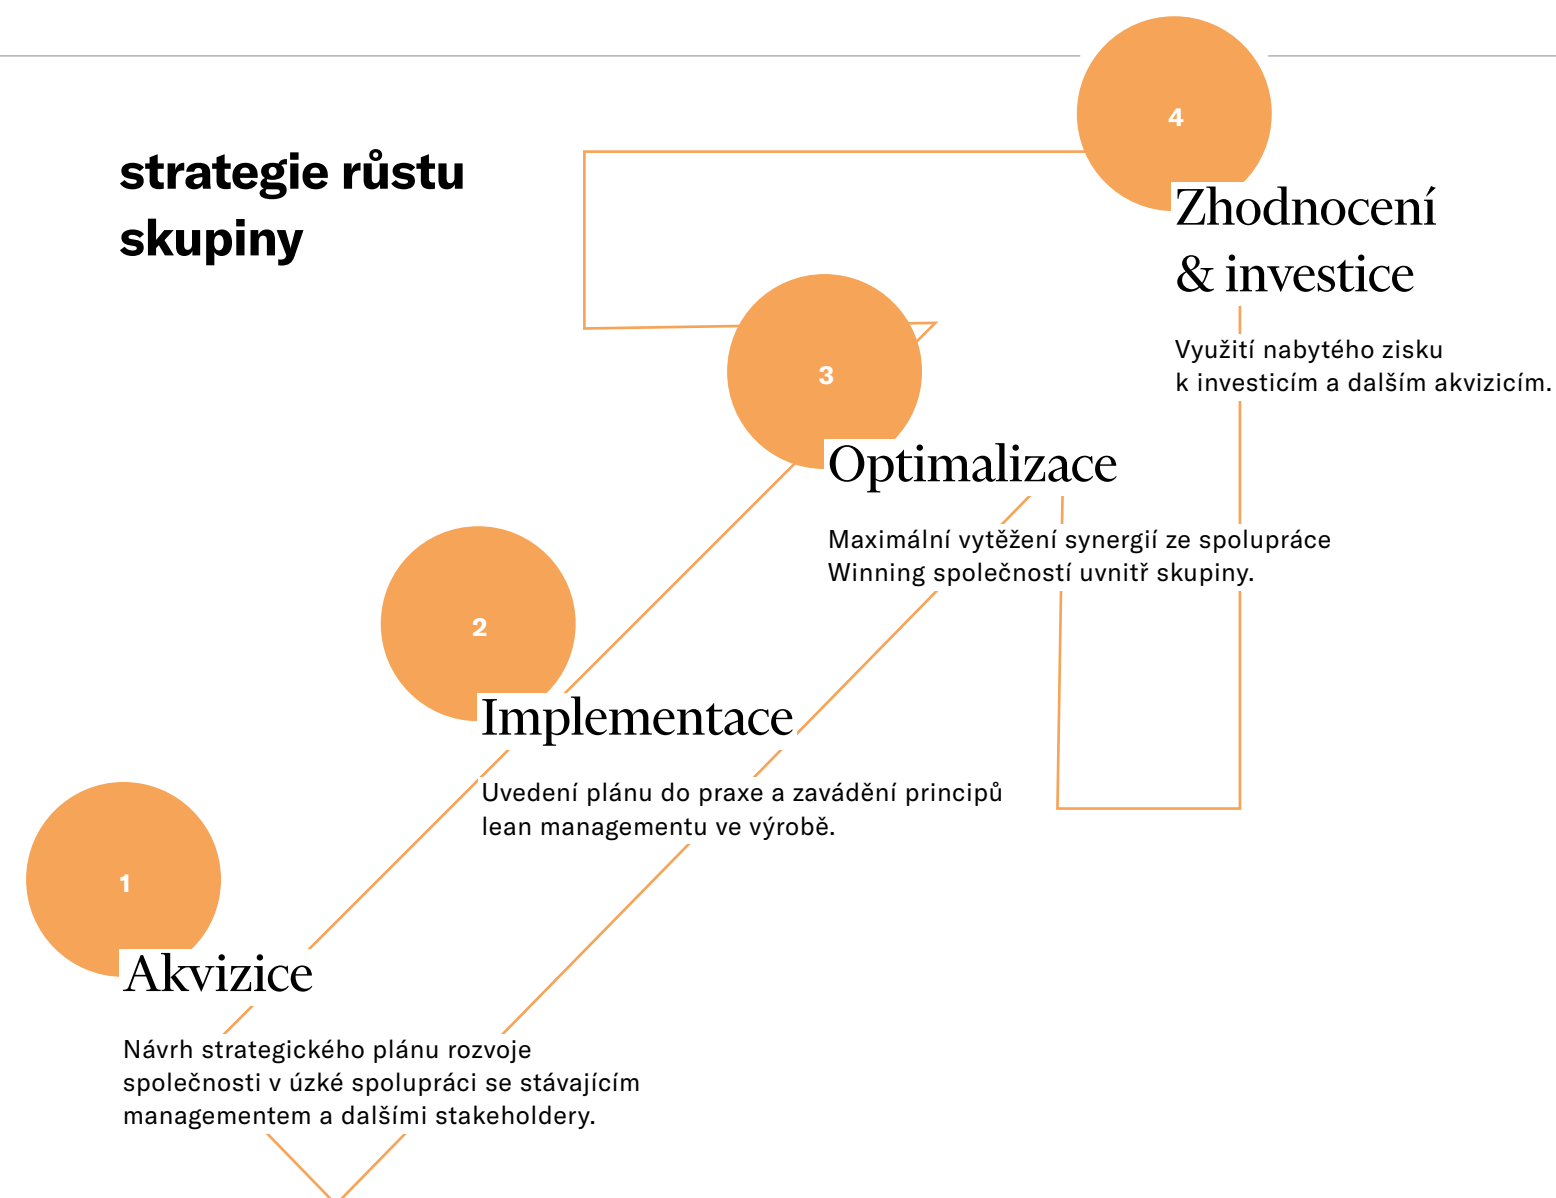 strategie růstu
skupiny
4
Zhodnocení
& investice
Využití nabytého zisku
k investicím a dalším akvizicím.
3
Optimalizace
Maximální vytěžení synergií ze spolupráce
Winning společností uvnitř skupiny.
2
Implementace
Uvedení plánu do praxe a zavádění principů
lean managementu ve výrobě.
1
Akvizice
Návrh strategického plánu rozvoje
společnosti v úzké spolupráci se stávajícím
managementem a dalšími stakeholdery.